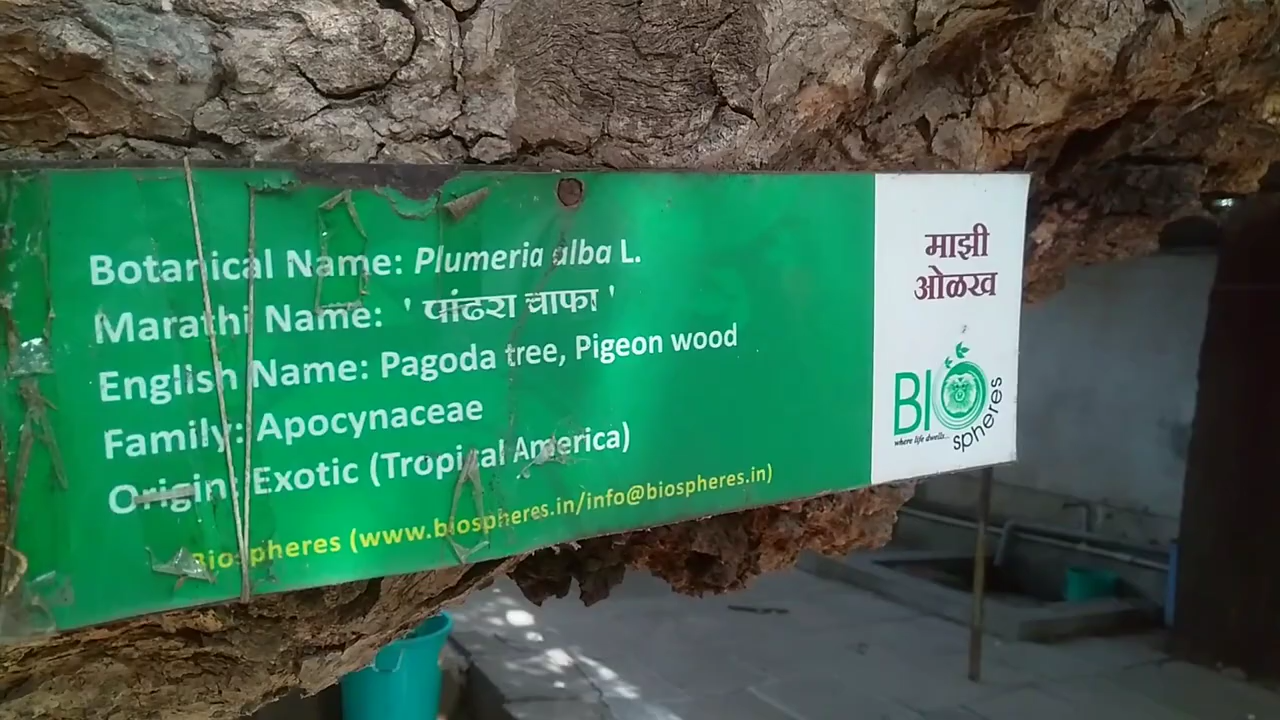 Botanical Name: Plumeria alba L.
Marathi Name: ' पांढरा चाफा '
English Name: Pagoda tree, Pigeon wood
Family: Apocynaceae
Origin: Exotic (Tropical America)
Biospheres (www.biospheres.in/info@biospheres.in)
माझी
ओळख
BIO
spheres
where life dwells...